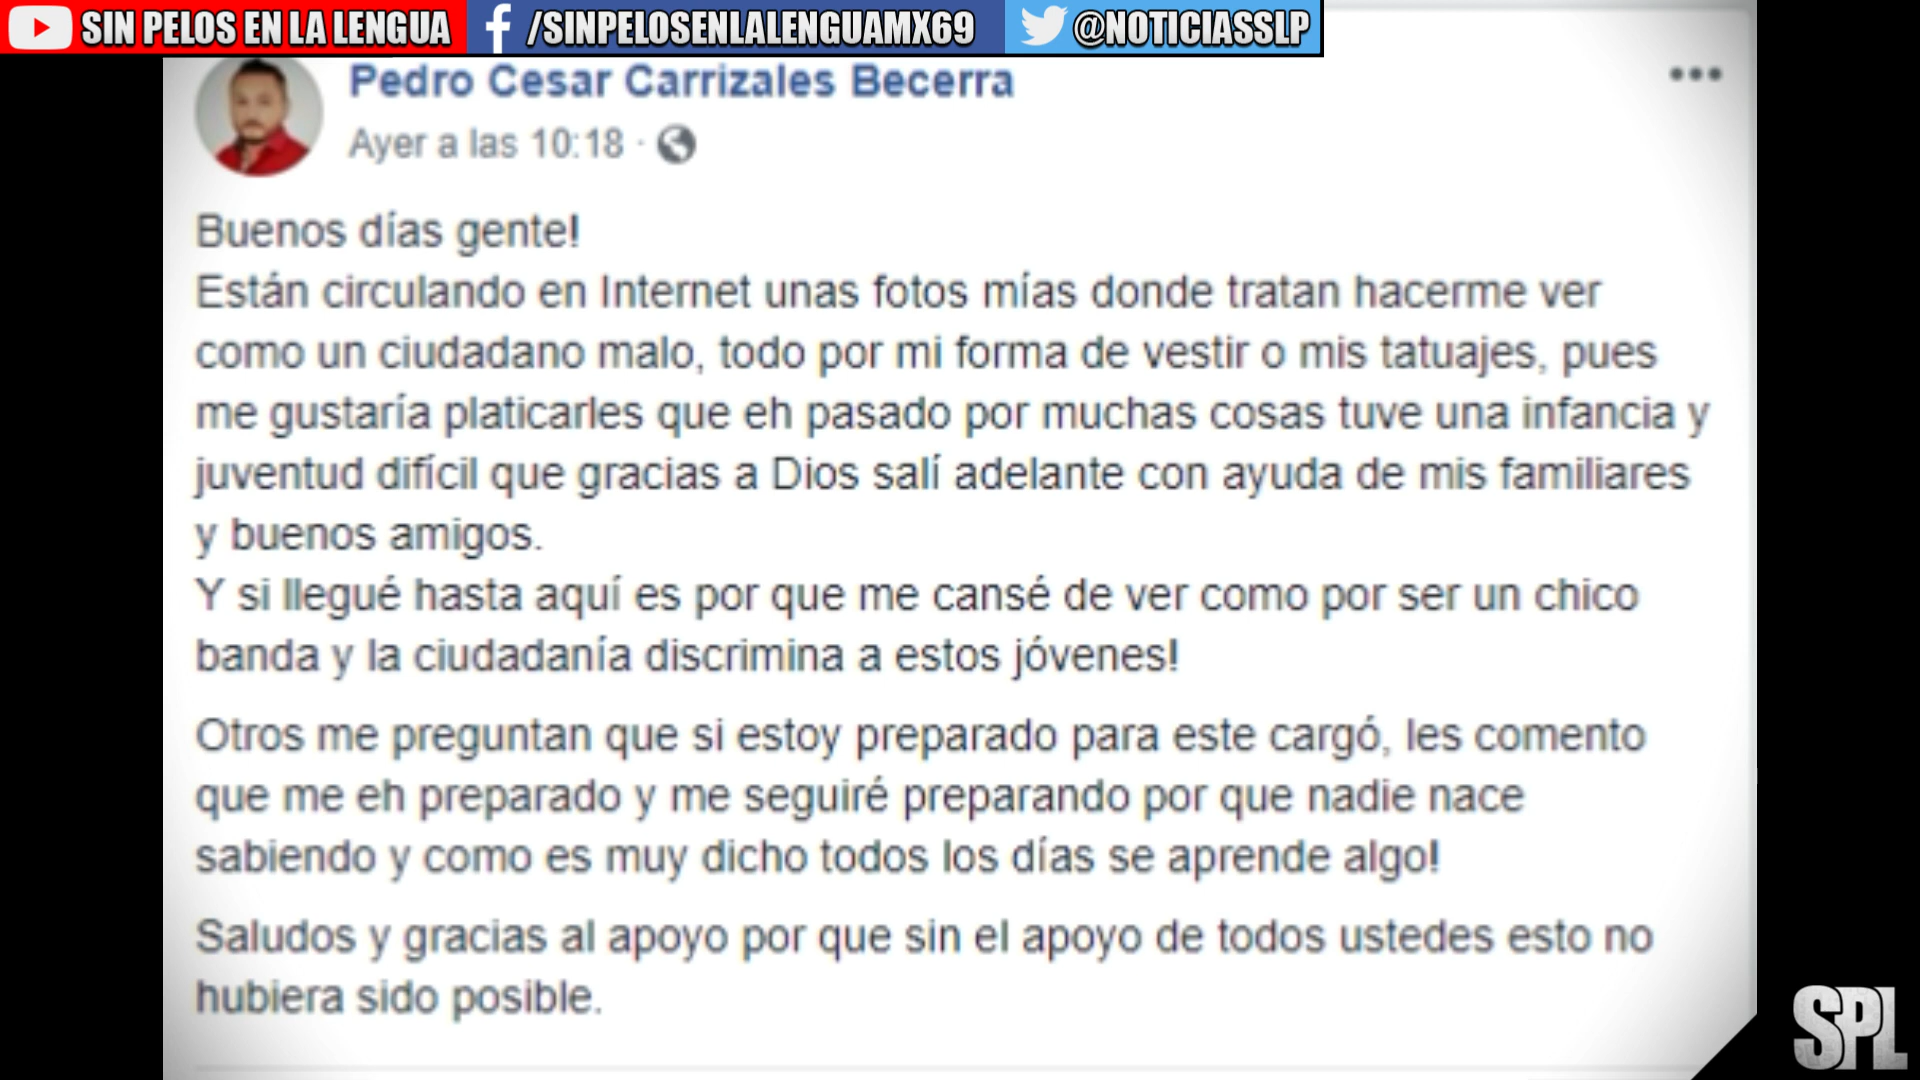 SIN PELOS EN LA LENGUA /SINPELOSENLALENGUAMX69 @NOTICIASSLP
Pedro Cesar Carrizales Becerra
Ayer a las 10:18 ·
Buenos días gente!
Están circulando en Internet unas fotos mías donde tratan hacerme ver
como un ciudadano malo, todo por mi forma de vestir o mis tatuajes, pues
me gustaría platicarles que eh pasado por muchas cosas tuve una infancia y
juventud difícil que gracias a Dios salí adelante con ayuda de mis familiares
y buenos amigos.
Y si llegué hasta aquí es por que me cansé de ver como por ser un chico
banda y la ciudadanía discrimina a estos jóvenes!
Otros me preguntan que si estoy preparado para este cargó, les comento
que me eh preparado y me seguiré preparando por que nadie nace
sabiendo y como es muy dicho todos los días se aprende algo!
Saludos y gracias al apoyo por que sin el apoyo de todos ustedes esto no
hubiera sido posible.
SPL